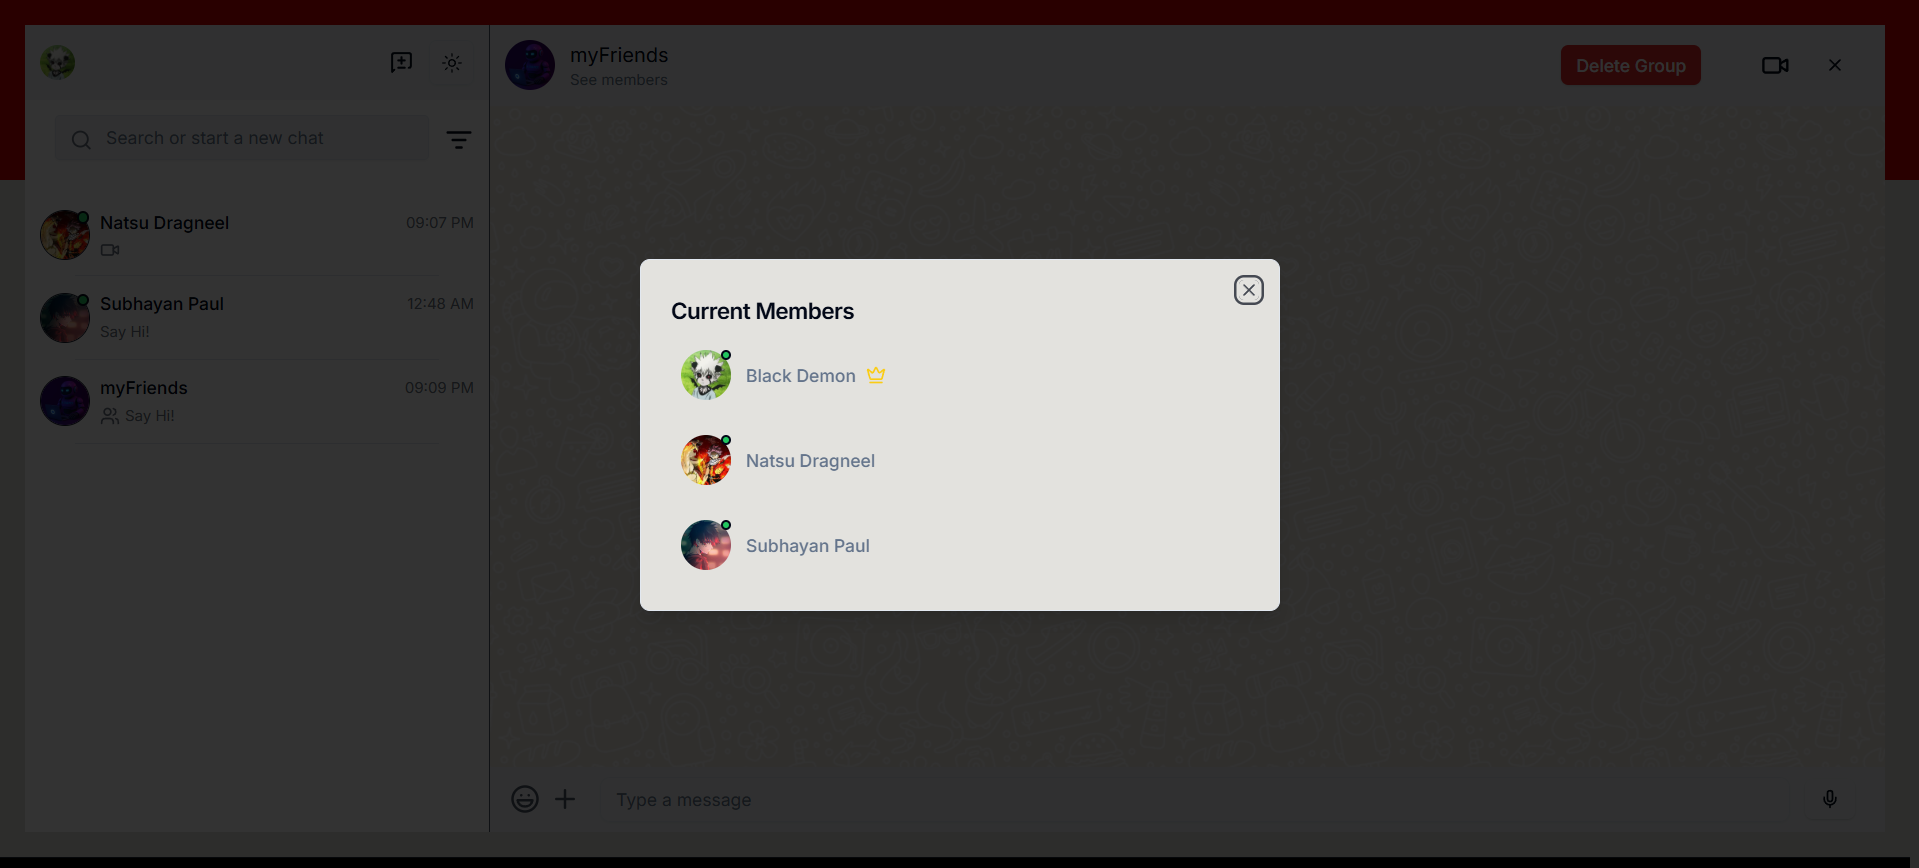 myFriends
See members
Delete Group
Search or start a new chat
Natsu Dragneel
09:07 PM
Subhayan Paul
12:48 AM
Say Hi!
myFriends
09:09 PM
Say Hi!
Current Members
Black Demon
Natsu Dragneel
Subhayan Paul
Type a message